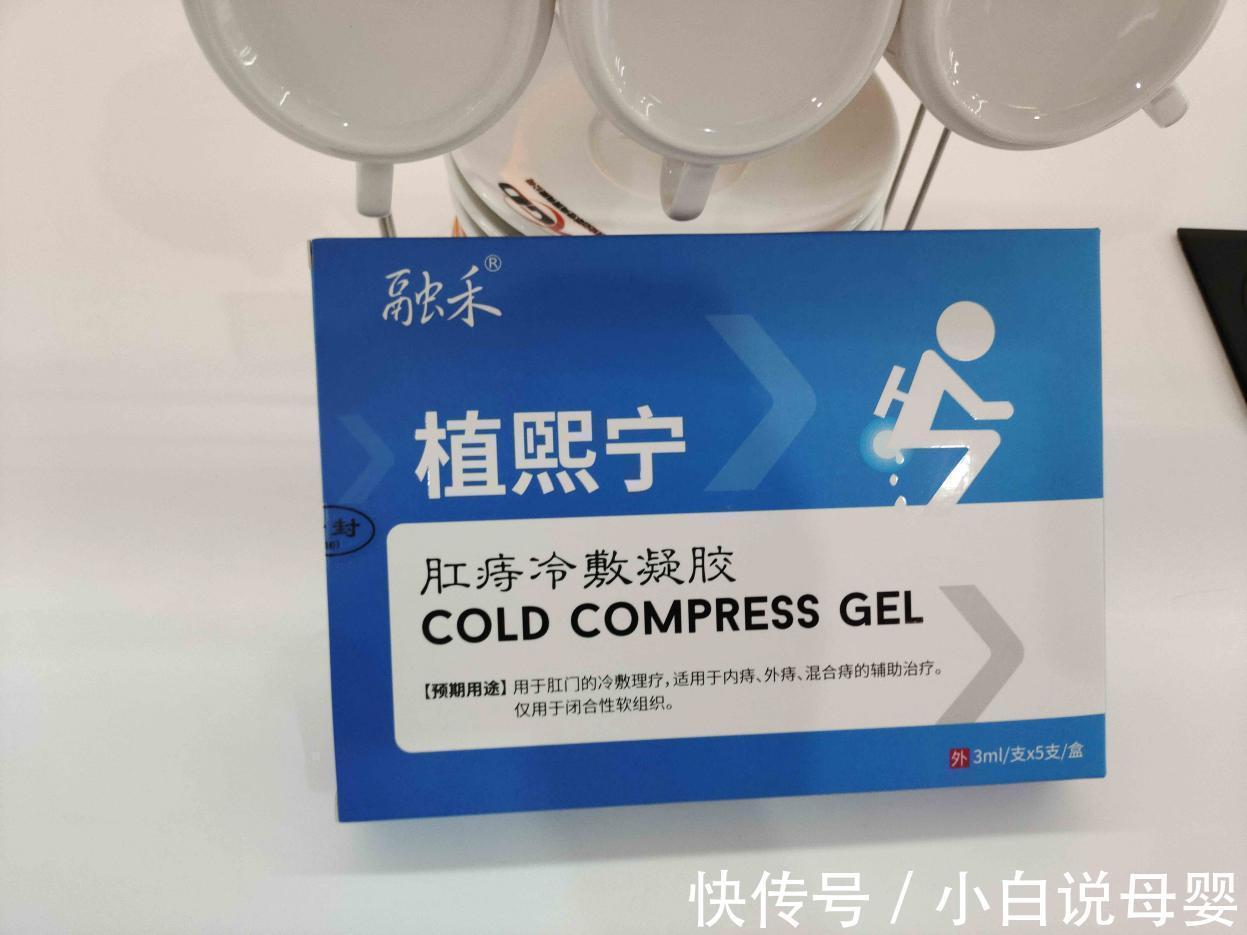 融禾®
植熙宁
封
肛痔冷敷凝胶
COLD COMPRESS GEL
【预期用途】用于肛门的冷敷理疗,适用于内痔、外痔、混合痔的辅助治疗。
仅用于闭合性软组织。
外 3ml/支x5支/盒
快传号 / 小白说母婴